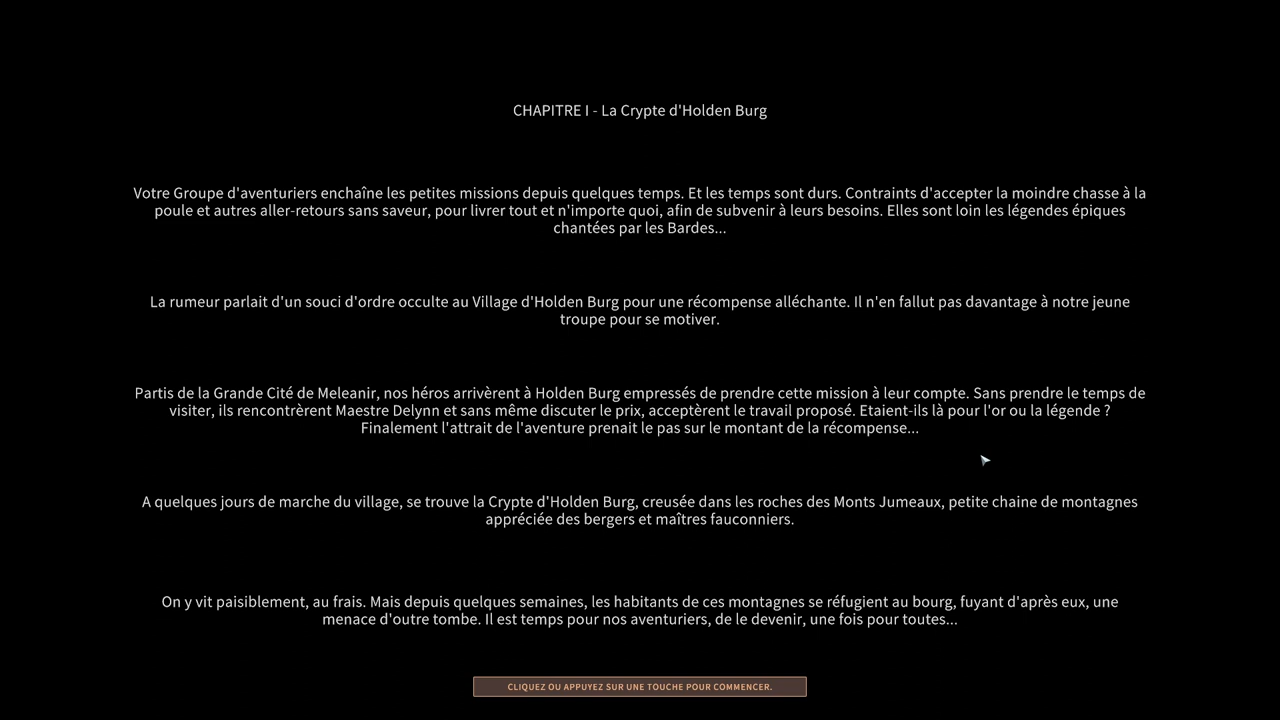 CHAPITRE I - La Crypte d'Holden Burg
Votre Groupe d'aventuriers enchaîne les petites missions depuis quelques temps. Et les temps sont durs. Contraints d'accepter la moindre chasse à la
poule et autres aller-retours sans saveur, pour livrer tout et n'importe quoi, afin de subvenir à leurs besoins. Elles sont loin les légendes épiques
chantées par les Bardes...
La rumeur parlait d'un souci d'ordre occulte au Village d'Holden Burg pour une récompense alléchante. Il n'en fallut pas davantage à notre jeune
troupe pour se motiver.
Partis de la Grande Cité de Meleanir, nos héros arrivèrent à Holden Burg empressés de prendre cette mission à leur compte. Sans prendre le temps de
visiter, ils rencontrèrent Maestre Delynn et sans même discuter le prix, acceptèrent le travail proposé. Etaient-ils là pour l'or ou la légende ?
Finalement l'attrait de l'aventure prenait le pas sur le montant de la récompense...
A quelques jours de marche du village, se trouve la Crypte d'Holden Burg, creusée dans les roches des Monts Jumeaux, petite chaine de montagnes
appréciée des bergers et maîtres fauconniers.
On y vit paisiblement, au frais. Mais depuis quelques semaines, les habitants de ces montagnes se réfugient au bourg, fuyant d'après eux, une
menace d'outre tombe. Il est temps pour nos aventuriers, de le devenir, une fois pour toutes...
CLIQUEZ OU APPUYEZ SUR UNE TOUCHE POUR COMMENCER.